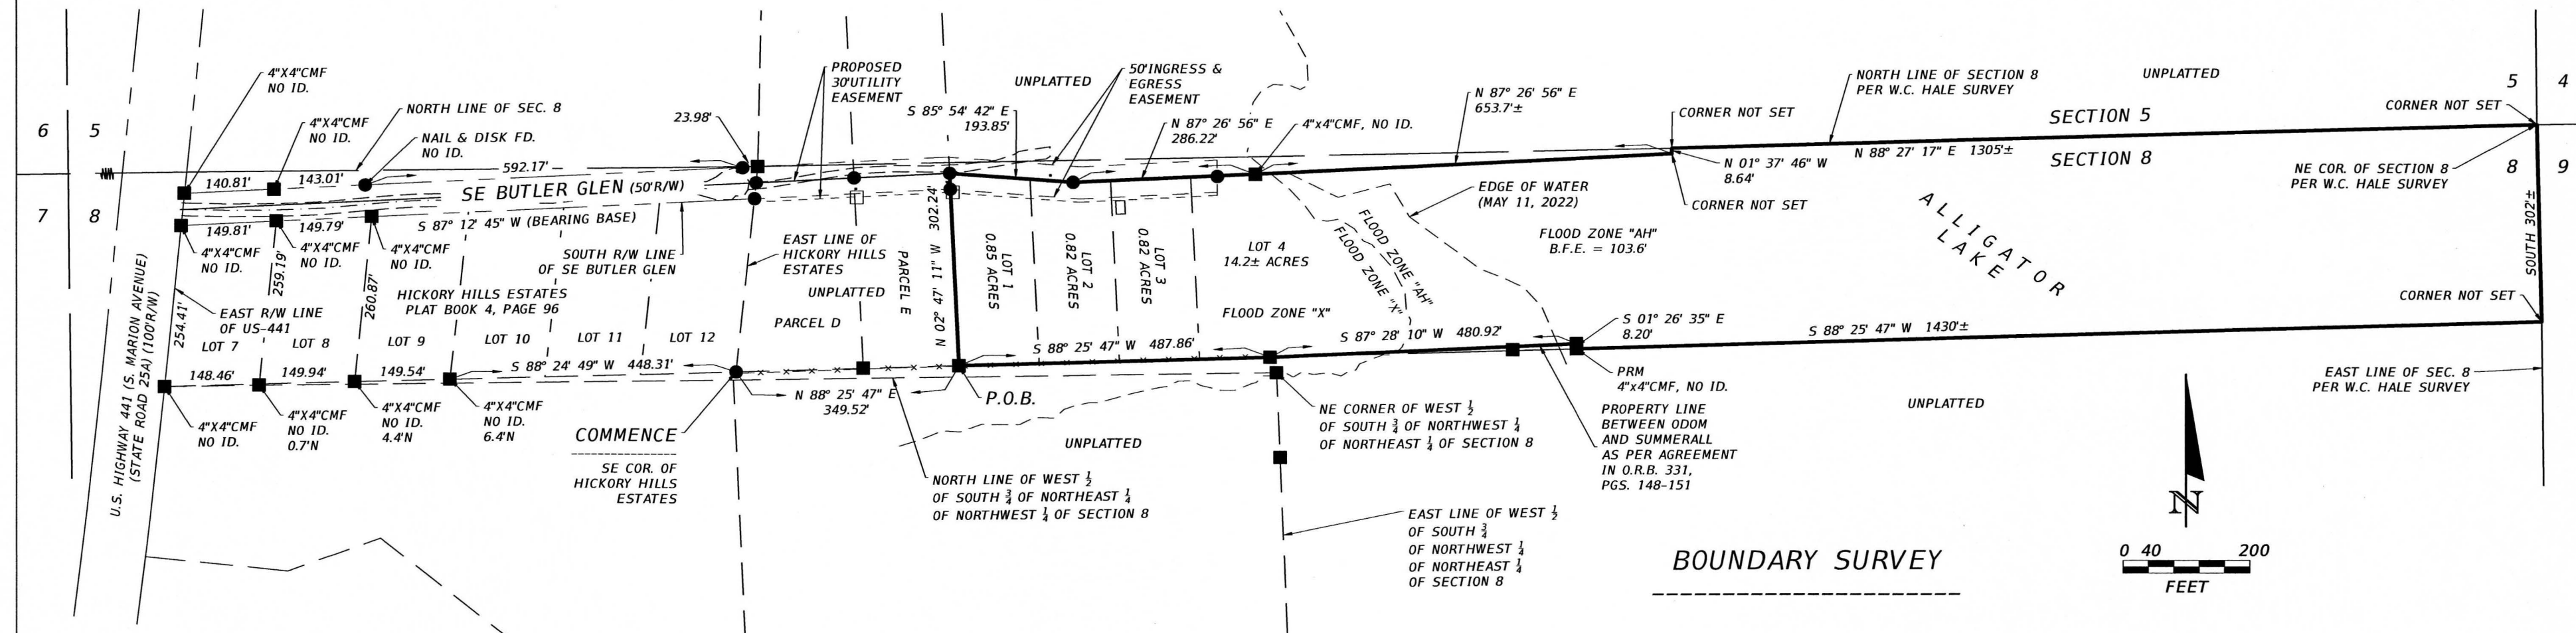 4"X4"CMF
NO ID.
4"X4"CMF
NO ID.
NORTH LINE OF SEC. 8
NAIL & DISK FD.
NO ID.
6
5
7
8
140.81'
143.01'
592.17'
23.98'
SE BUTLER GLEN (50'R/W)
S 87° 12' 45" W (BEARING BASE)
149.81'
149.79'
4"X4"CMF
NO ID.
4"X4"CMF
NO ID.
4"X4"CMF
NO ID.
SOUTH R/W LINE
OF SE BUTLER GLEN
254.41'
259.19'
260.87'
EAST R/W LINE
OF US-441
U.S. HIGHWAY 441 (S. MARION AVENUE)
(STATE ROAD 25A) (100'R/W)
HICKORY HILLS ESTATES
PLAT BOOK 4, PAGE 96
LOT 7
LOT 8
LOT 9
LOT 10
LOT 11
LOT 12
148.46'
149.94'
149.54'
S 88° 24' 49" W 448.31'
4"X4"CMF
NO ID.
4"X4"CMF
NO ID.
0.7'N
4"X4"CMF
NO ID.
4.4'N
4"X4"CMF
NO ID.
6.4'N
COMMENCE
SE COR. OF
HICKORY HILLS
ESTATES
PROPOSED
30'UTILITY
EASEMENT
UNPLATTED
50'INGRESS &
EGRESS
EASEMENT
S 85° 54' 42" E
193.85'
N 87° 26' 56" E
286.22'
4"x4"CMF, NO ID.
N 87° 26' 56" E
653.7'±
EAST LINE OF
HICKORY HILLS
ESTATES
UNPLATTED
PARCEL D
PARCEL E
N 02° 47' 11" W 302.24'
LOT 1
0.85 ACRES
LOT 2
0.82 ACRES
LOT 3
0.82 ACRES
LOT 4
14.2± ACRES
FLOOD ZONE "X"
FLOOD ZONE "AH"
FLOOD ZONE "X"
EDGE OF WATER
(MAY 11, 2022)
FLOOD ZONE "AH"
B.F.E. = 103.6'
N 88° 25' 47" E
349.52'
P.O.B.
S 88° 25' 47" W 487.86'
S 87° 28' 10" W 480.92'
S 01° 26' 35" E
8.20'
UNPLATTED
NORTH LINE OF WEST 1/2
OF SOUTH 3/4 OF NORTHEAST 1/4
OF NORTHWEST 1/4 OF SECTION 8
NE CORNER OF WEST 1/2
OF SOUTH 3/4 OF NORTHWEST 1/4
OF NORTHEAST 1/4 OF SECTION 8
EAST LINE OF WEST 1/2
OF SOUTH 3/4
OF NORTHWEST 1/4
OF NORTHEAST 1/4
OF SECTION 8
PRM
4"x4"CMF, NO ID.
PROPERTY LINE
BETWEEN ODOM
AND SUMMERALL
AS PER AGREEMENT
IN O.R.B. 331,
PGS. 148-151
CORNER NOT SET
N 01° 37' 46" W
8.64'
CORNER NOT SET
NORTH LINE OF SECTION 8
PER W.C. HALE SURVEY
UNPLATTED
SECTION 5
N 88° 27' 17" E 1305'±
SECTION 8
CORNER NOT SET
5
4
8
9
NE COR. OF SECTION 8
PER W.C. HALE SURVEY
ALLIGATOR
LAKE
SOUTH 302'±
CORNER NOT SET
S 88° 25' 47" W 1430'±
EAST LINE OF SEC. 8
PER W.C. HALE SURVEY
UNPLATTED
BOUNDARY SURVEY
N
0 40 200
FEET